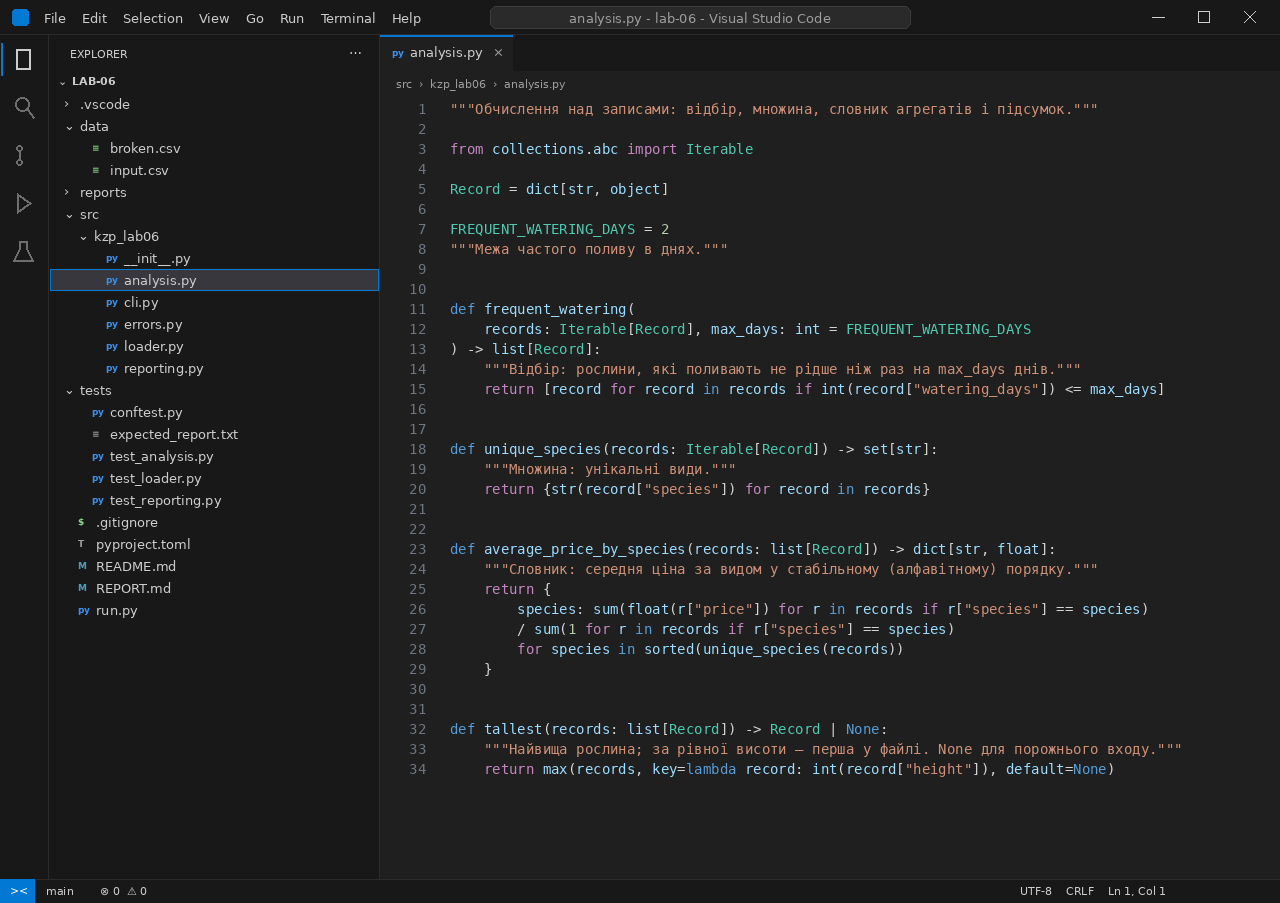 File Edit Selection View Go Run Terminal Help
analysis.py - lab-06 - Visual Studio Code
EXPLORER ···
LAB-06
.vscode
data
broken.csv
input.csv
reports
src
kzp_lab06
py __init__.py
py analysis.py
py cli.py
py errors.py
py loader.py
py reporting.py
tests
py conftest.py
expected_report.txt
py test_analysis.py
py test_loader.py
py test_reporting.py
$ .gitignore
T pyproject.toml
M README.md
M REPORT.md
py run.py
py analysis.py ×
src › kzp_lab06 › analysis.py
1 """Обчислення над записами: відбір, множина, словник агрегатів і підсумок."""
2
3 from collections.abc import Iterable
4
5 Record = dict[str, object]
6
7 FREQUENT_WATERING_DAYS = 2
8 """Межа частого поливу в днях."""
9
10
11 def frequent_watering(
12     records: Iterable[Record], max_days: int = FREQUENT_WATERING_DAYS
13 ) -> list[Record]:
14     """Відбір: рослини, які поливають не рідше ніж раз на max_days днів."""
15     return [record for record in records if int(record["watering_days"]) <= max_days]
16
17
18 def unique_species(records: Iterable[Record]) -> set[str]:
19     """Множина: унікальні види."""
20     return {str(record["species"]) for record in records}
21
22
23 def average_price_by_species(records: list[Record]) -> dict[str, float]:
24     """Словник: середня ціна за видом у стабільному (алфавітному) порядку."""
25     return {
26         species: sum(float(r["price"]) for r in records if r["species"] == species)
27         / sum(1 for r in records if r["species"] == species)
28         for species in sorted(unique_species(records))
29     }
30
31
32 def tallest(records: list[Record]) -> Record | None:
33     """Найвища рослина; за рівної висоти — перша у файлі. None для порожнього входу."""
34     return max(records, key=lambda record: int(record["height"]), default=None)
>< main ⊗ 0 ⚠ 0 UTF-8 CRLF Ln 1, Col 1